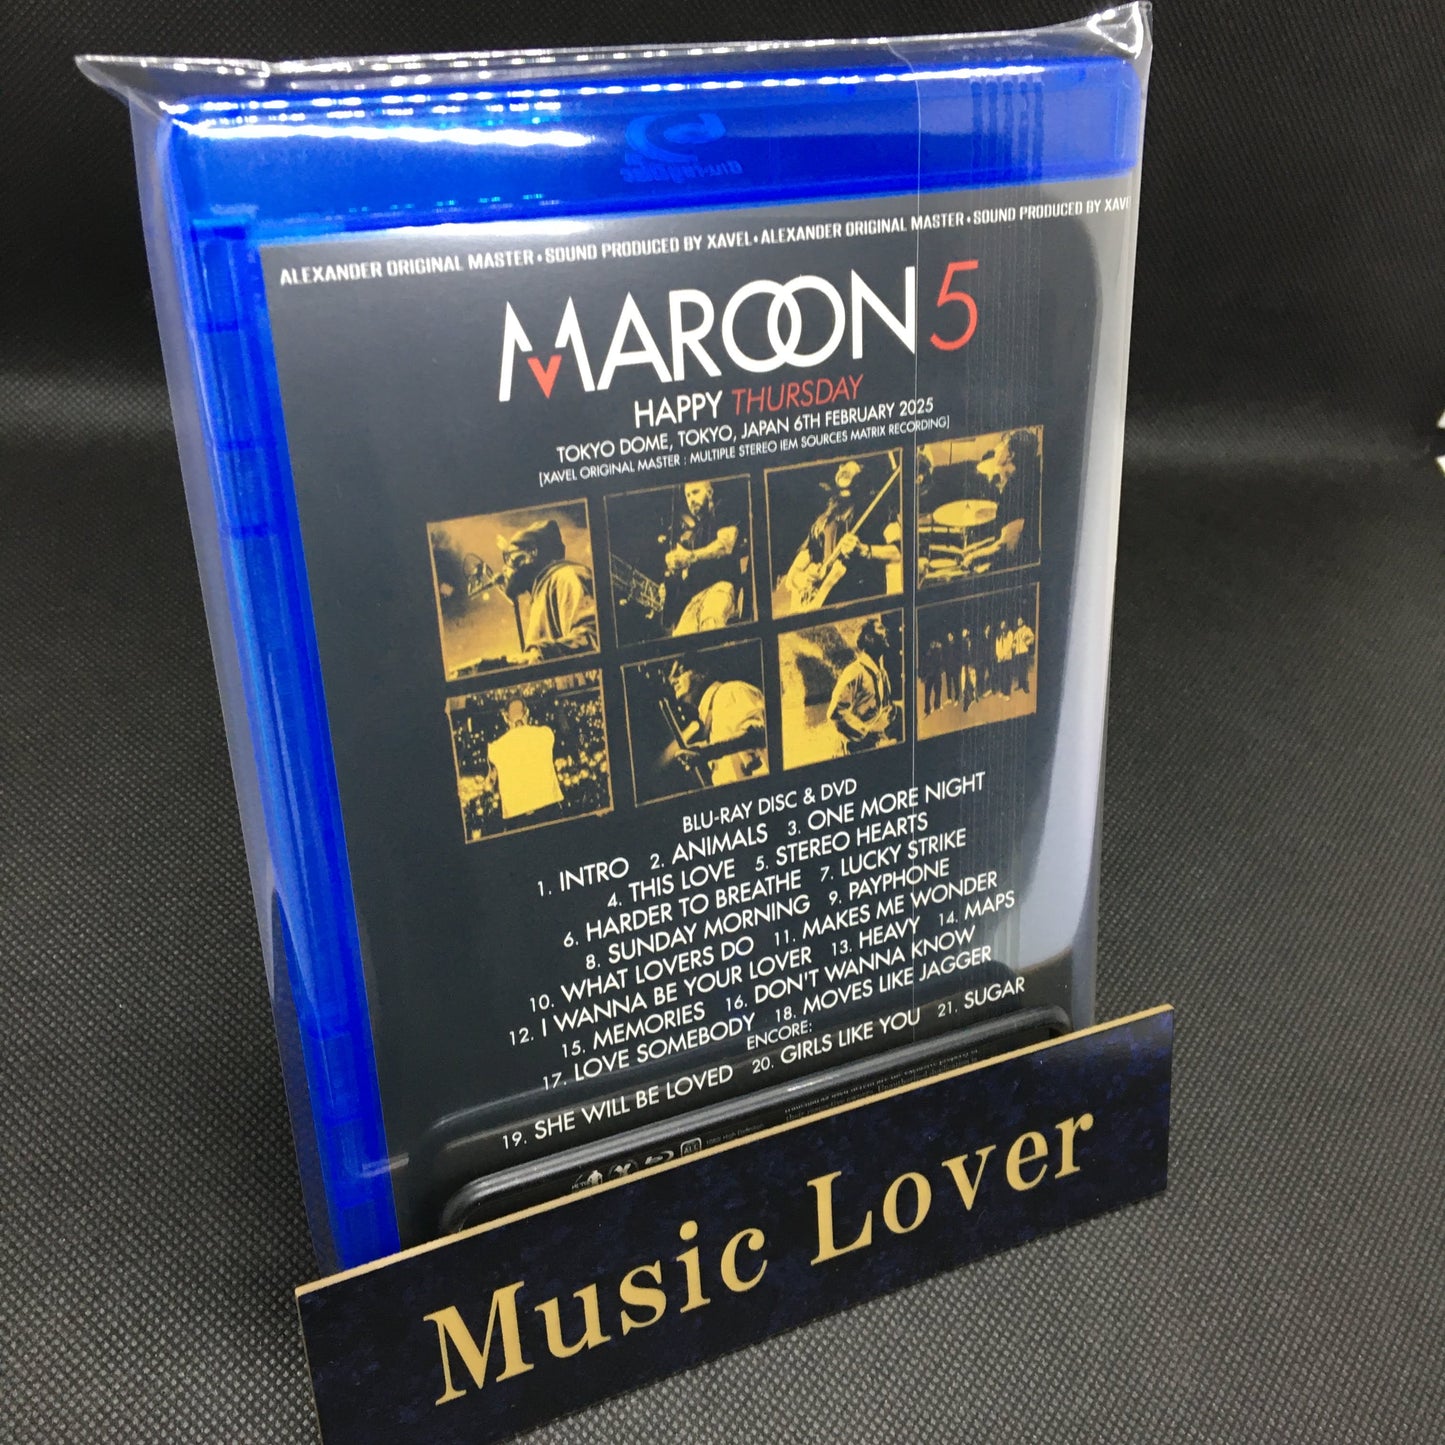 ALEXANDER ORIGINAL MASTER • SOUND PRODUCED BY XAVEL • ALEXANDER ORIGINAL MASTER • SOUND PRODUCED BY XAV
MAROON 5
HAPPY THURSDAY
TOKYO DOME, TOKYO, JAPAN 6TH FEBRUARY 2025
[XAVEL ORIGINAL MASTER : MULTIPLE STEREO IEM SOURCES MATRIX RECORDING]
BLU-RAY DISC & DVD
1. INTRO 2. ANIMALS 3. ONE MORE NIGHT
4. THIS LOVE 5. STEREO HEARTS
6. HARDER TO BREATHE 7. LUCKY STRIKE
8. SUNDAY MORNING 9. PAYPHONE
10. WHAT LOVERS DO 11. MAKES ME WONDER
12. I WANNA BE YOUR LOVER 13. HEAVY 14. MAPS
15. MEMORIES 16. DON'T WANNA KNOW
17. LOVE SOMEBODY 18. MOVES LIKE JAGGER
ENCORE:
19. SHE WILL BE LOVED 20. GIRLS LIKE YOU 21. SUGAR
Music Lover